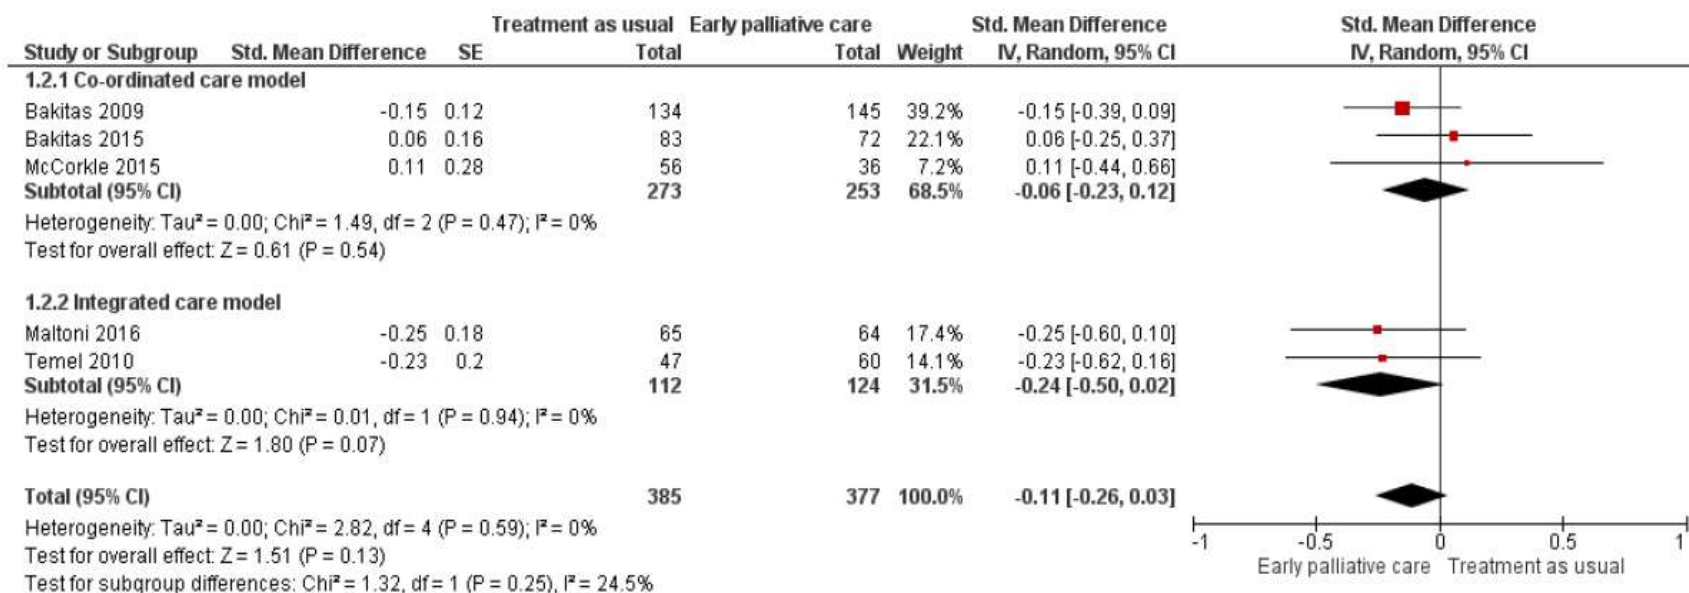 Treatment as usual Early palliative care Std. Mean Difference Std. Mean Difference
Study or Subgroup Std. Mean Difference SE Total Total Weight IV, Random, 95% CI IV, Random, 95% CI
1.2.1 Co-ordinated care model
Bakitas 2009 -0.15 0.12 134 145 39.2% -0.15 [-0.39, 0.09]
Bakitas 2015 0.06 0.16 83 72 22.1% 0.06 [-0.25, 0.37]
McCorkle 2015 0.11 0.28 56 36 7.2% 0.11 [-0.44, 0.66]
Subtotal (95% CI) 273 253 68.5% -0.06 [-0.23, 0.12]
Heterogeneity: Tau² = 0.00; Chi² = 1.49, df = 2 (P = 0.47); I² = 0%
Test for overall effect: Z = 0.61 (P = 0.54)
1.2.2 Integrated care model
Maltoni 2016 -0.25 0.18 65 64 17.4% -0.25 [-0.60, 0.10]
Temel 2010 -0.23 0.2 47 60 14.1% -0.23 [-0.62, 0.16]
Subtotal (95% CI) 112 124 31.5% -0.24 [-0.50, 0.02]
Heterogeneity: Tau² = 0.00; Chi² = 0.01, df = 1 (P = 0.94); I² = 0%
Test for overall effect: Z = 1.80 (P = 0.07)
Total (95% CI) 385 377 100.0% -0.11 [-0.26, 0.03]
Heterogeneity: Tau² = 0.00; Chi² = 2.82, df = 4 (P = 0.59); I² = 0%
Test for overall effect: Z = 1.51 (P = 0.13)
Test for subgroup differences: Chi² = 1.32, df = 1 (P = 0.25), I² = 24.5%
-1 -0.5 0 0.5 1
Early palliative care Treatment as usual